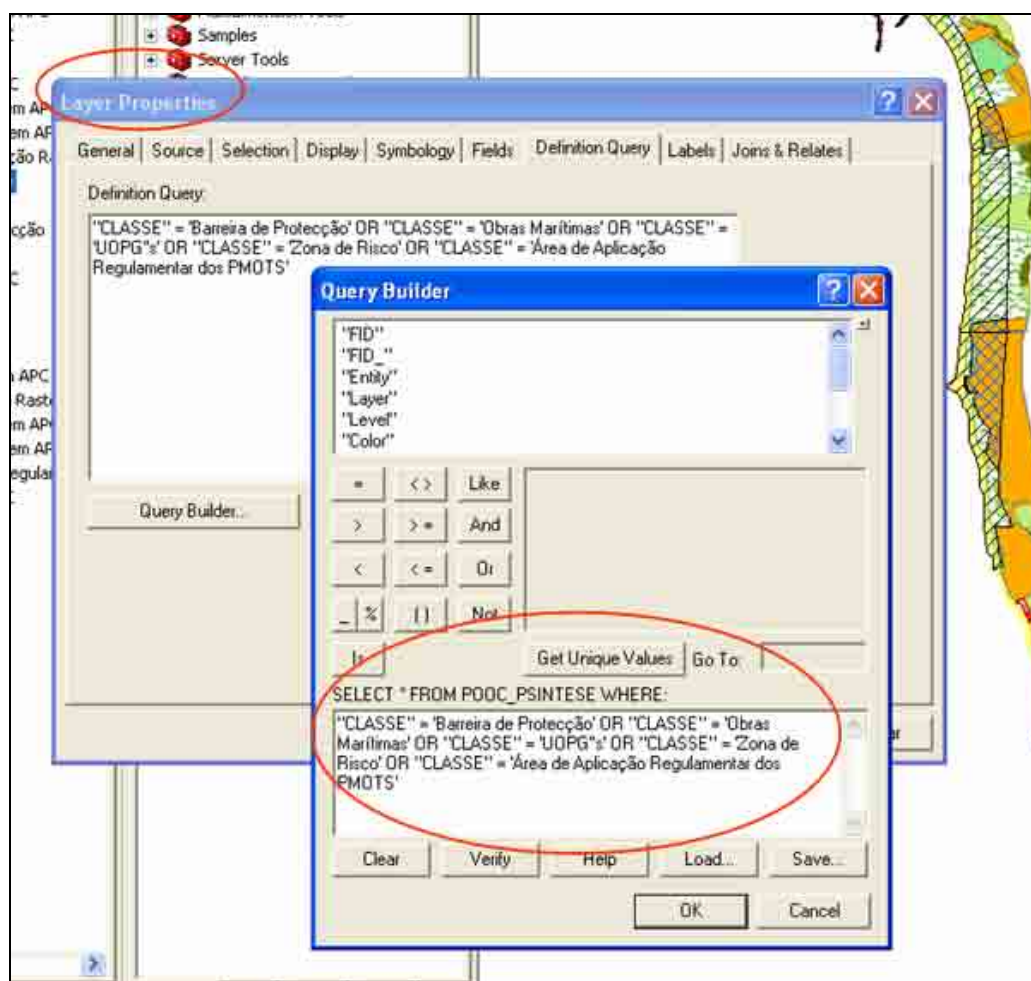 Samples
Server Tools
Layer Properties
General Source Selection Display Symbology Fields Definition Query Labels Joins & Relates
Definition Query:
"CLASSE" = 'Barreira de Protecção' OR "CLASSE" = 'Obras Marítimas' OR "CLASSE" =
'UOPG''s' OR "CLASSE" = 'Zona de Risco' OR "CLASSE" = 'Área de Aplicação
Regulamentar dos PMOTS'
Query Builder...
Query Builder
"FID"
"FID_"
"Entity"
"Layer"
"Level"
"Color"
= <> Like
> >= And
< <= Or
_ % () Not
Is
Get Unique Values Go To:
SELECT * FROM POOC_PSINTESE WHERE:
"CLASSE" = 'Barreira de Protecção' OR "CLASSE" = 'Obras
Marítimas' OR "CLASSE" = 'UOPG''s' OR "CLASSE" = 'Zona de
Risco' OR "CLASSE" = 'Área de Aplicação Regulamentar dos
PMOTS'
Clear Verify Help Load... Save...
OK Cancel